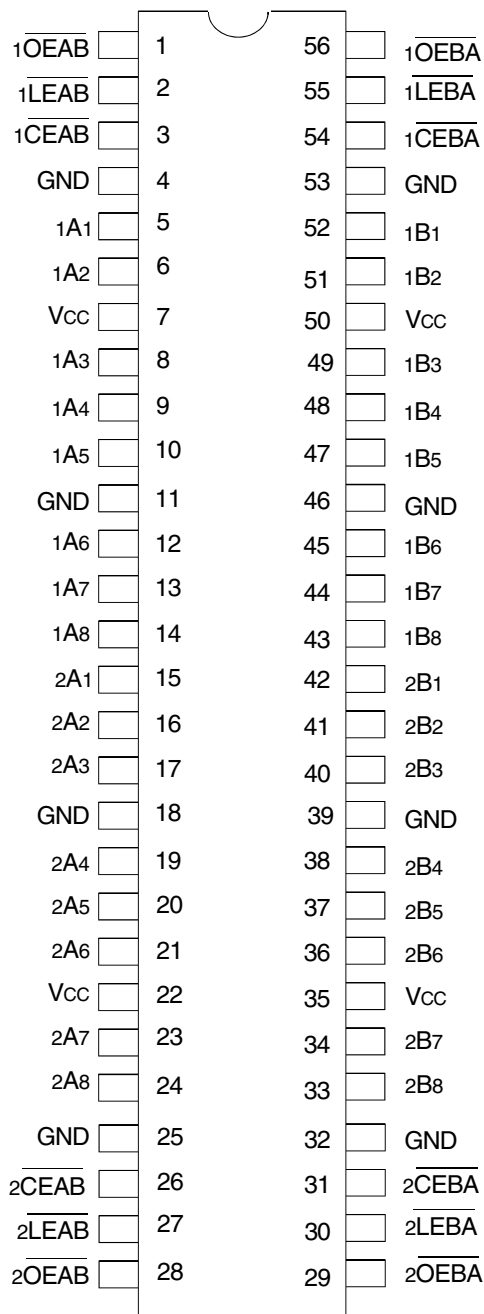 1OEAB 1 56 1OEBA
1LEAB 2 55 1LEBA
1CEAB 3 54 1CEBA
GND 4 53 GND
1A1 5 52 1B1
1A2 6 51 1B2
VCC 7 50 VCC
1A3 8 49 1B3
1A4 9 48 1B4
1A5 10 47 1B5
GND 11 46 GND
1A6 12 45 1B6
1A7 13 44 1B7
1A8 14 43 1B8
2A1 15 42 2B1
2A2 16 41 2B2
2A3 17 40 2B3
GND 18 39 GND
2A4 19 38 2B4
2A5 20 37 2B5
2A6 21 36 2B6
VCC 22 35 VCC
2A7 23 34 2B7
2A8 24 33 2B8
GND 25 32 GND
2CEAB 26 31 2CEBA
2LEAB 27 30 2LEBA
2OEAB 28 29 2OEBA